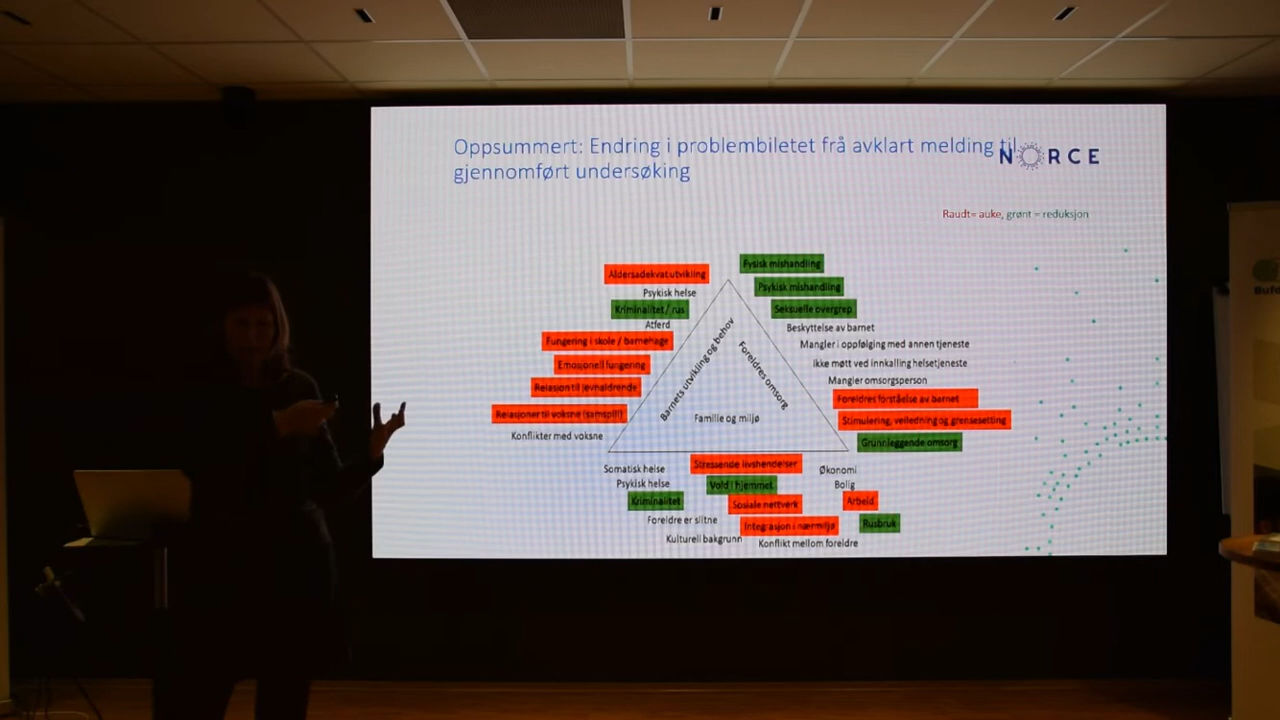 Oppsummert: Endring i problembiletet frå avklart melding til
gjennomført undersøking
NORCE
Raudt= auke, grønt = reduksjon
Aldersadekvat utvikling
Psykisk helse
Kriminalitet / rus
Atferd
Fungering i skole / barnehage
Emosjonell fungering
Relasjon til jevnaldrende
Relasjoner til voksne (samspill)
Konflikter med voksne
Fysisk mishandling
Psykisk mishandling
Seksuelle overgrep
Beskyttelse av barnet
Mangler i oppfølging med annen tjeneste
Ikke møtt ved innkalling helsetjeneste
Mangler omsorgsperson
Foreldres forståelse av barnet
Stimulering, veiledning og grensesetting
Grunnleggende omsorg
Barnets utvikling og behov
Foreldres omsorg
Familie og miljø
Somatisk helse
Psykisk helse
Kriminalitet
Foreldre er slitne
Kulturell bakgrunn
Stressende livshendelser
Vold i hjemmet
Sosiale nettverk
Integrasjon i nærmiljø
Konflikt mellom foreldre
Økonomi
Bolig
Arbeid
Rusbruk